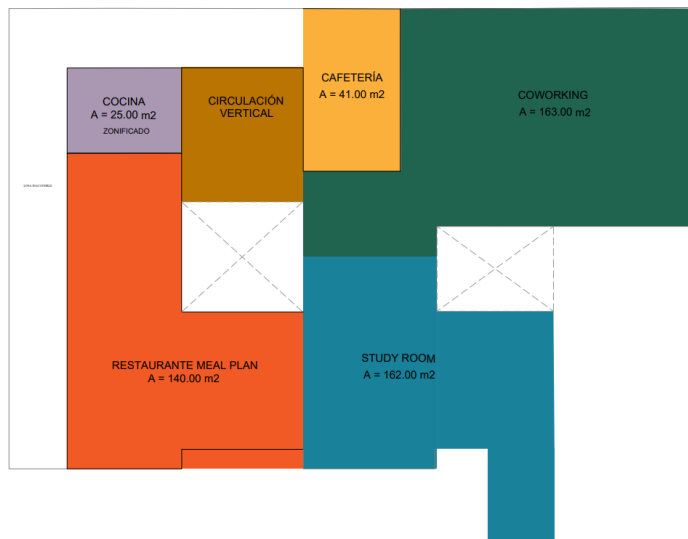 COCINA
A = 25.00 m2
ZONIFICADO
CIRCULACIÓN
VERTICAL
CAFETERÍA
A = 41.00 m2
COWORKING
A = 163.00 m2
RESTAURANTE MEAL PLAN
A = 140.00 m2
STUDY ROOM
A = 162.00 m2